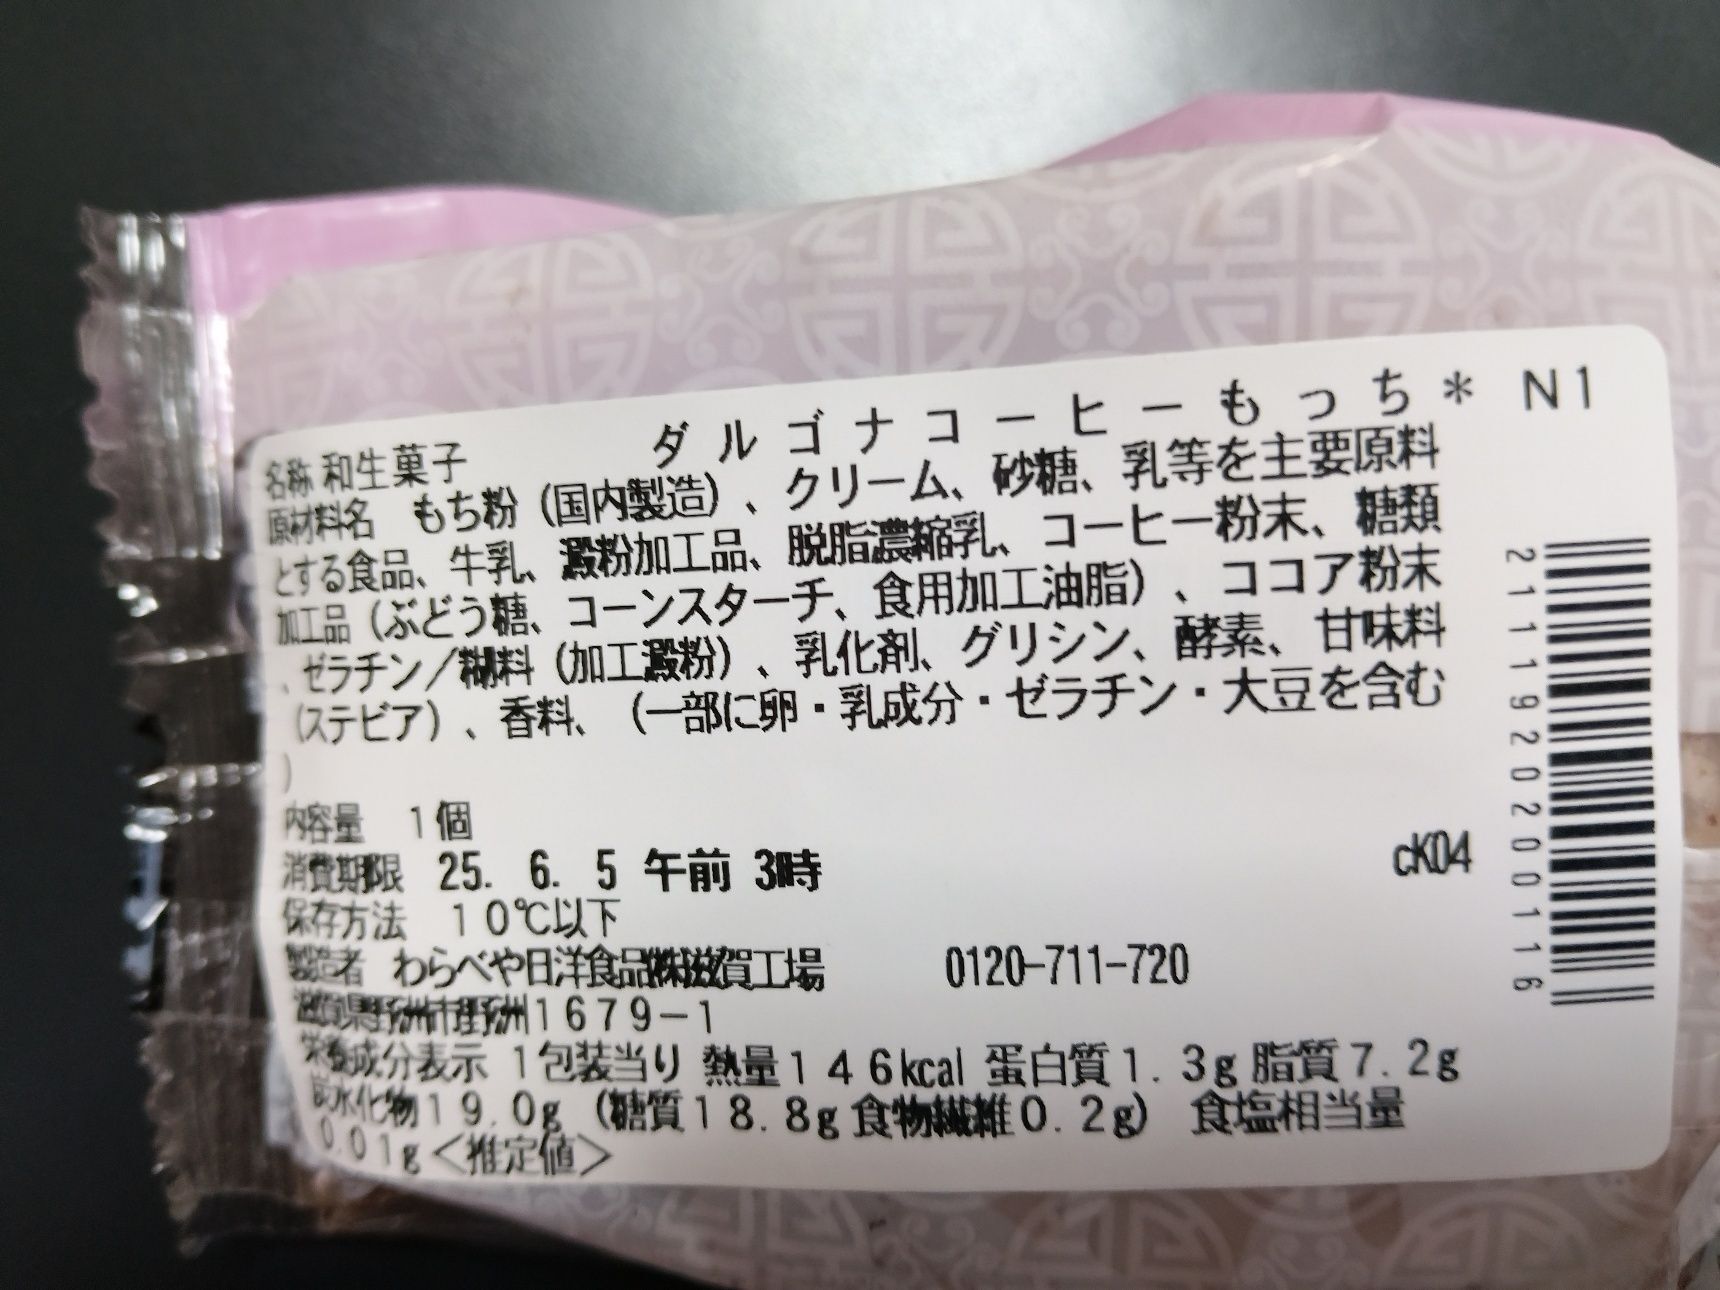 ダルゴナコーヒーもっち* N1
名称 和生菓子
原材料名 もち粉（国内製造）、クリーム、砂糖、乳等を主要原料
とする食品、牛乳、澱粉加工品、脱脂濃縮乳、コーヒー粉末、糖類
加工品（ぶどう糖、コーンスターチ、食用加工油脂）、ココア粉末
、ゼラチン／糊料（加工澱粉）、乳化剤、グリシン、酵素、甘味料
（ステビア）、香料、（一部に卵・乳成分・ゼラチン・大豆を含む
）
内容量 1個
消費期限 25. 6. 5 午前 3時
cK04
保存方法 10℃以下
製造者 わらべや日洋食品㈱滋賀工場 0120-711-720
滋賀県野洲市野洲1679-1
栄養成分表示 1包装当り 熱量146kcal 蛋白質1.3g 脂質7.2g
炭水化物19.0g（糖質18.8g 食物繊維0.2g） 食塩相当量
0.01g＜推定値＞
2111920200116